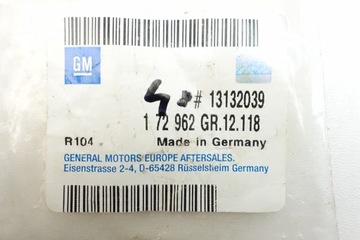 GM
# 13132039
1 72 962 GR.12.118
R104 Made in Germany
GENERAL MOTORS EUROPE AFTERSALES.
Eisenstrasse 2-4, D-65428 Rüsselsheim Germany